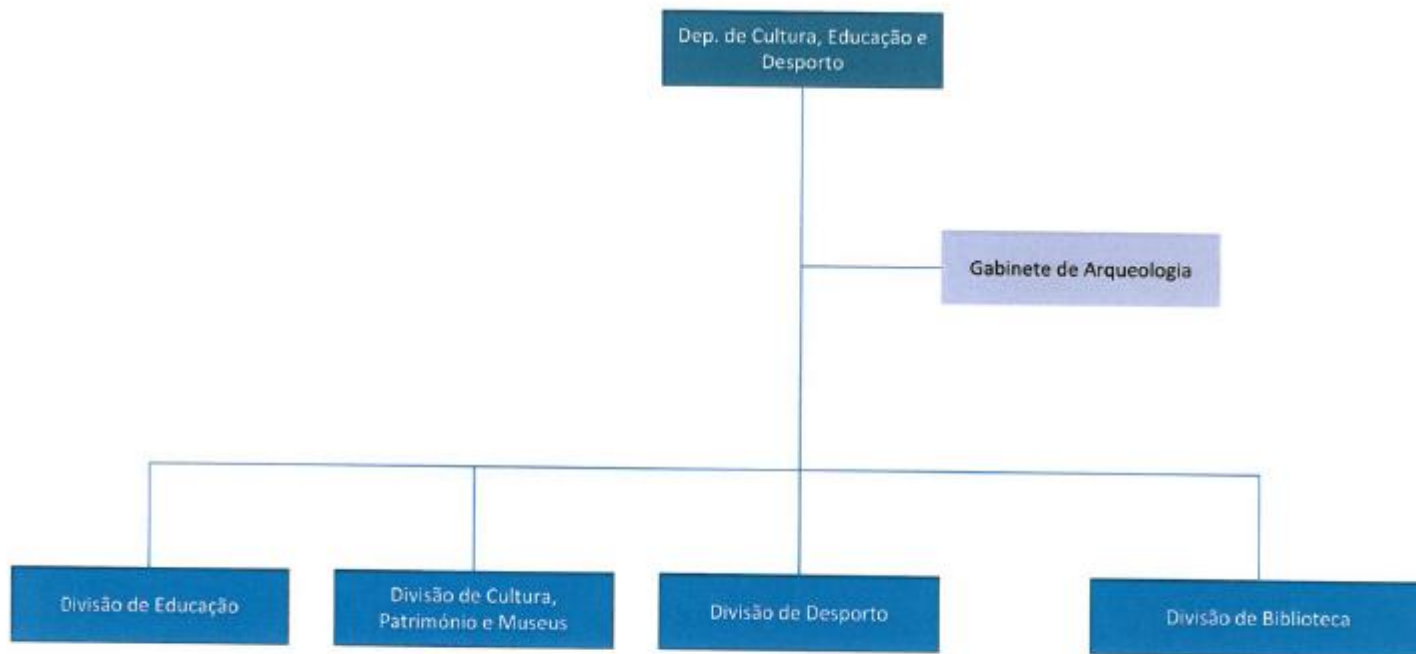 Dep. de Cultura, Educação e
Desporto
Gabinete de Arqueologia
Divisão de Educação
Divisão de Cultura,
Património e Museus
Divisão de Desporto
Divisão de Biblioteca